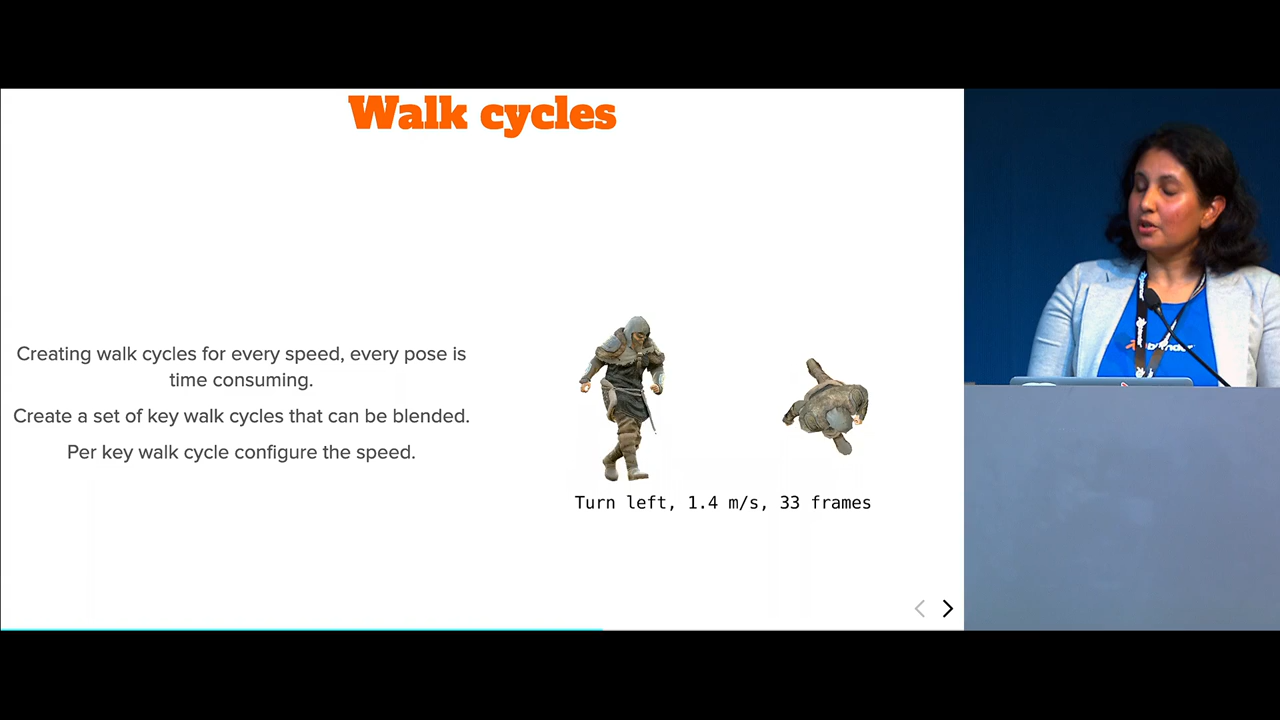 Walk cycles
Creating walk cycles for every speed, every pose is
time consuming.
Create a set of key walk cycles that can be blended.
Per key walk cycle configure the speed.
Turn left, 1.4 m/s, 33 frames